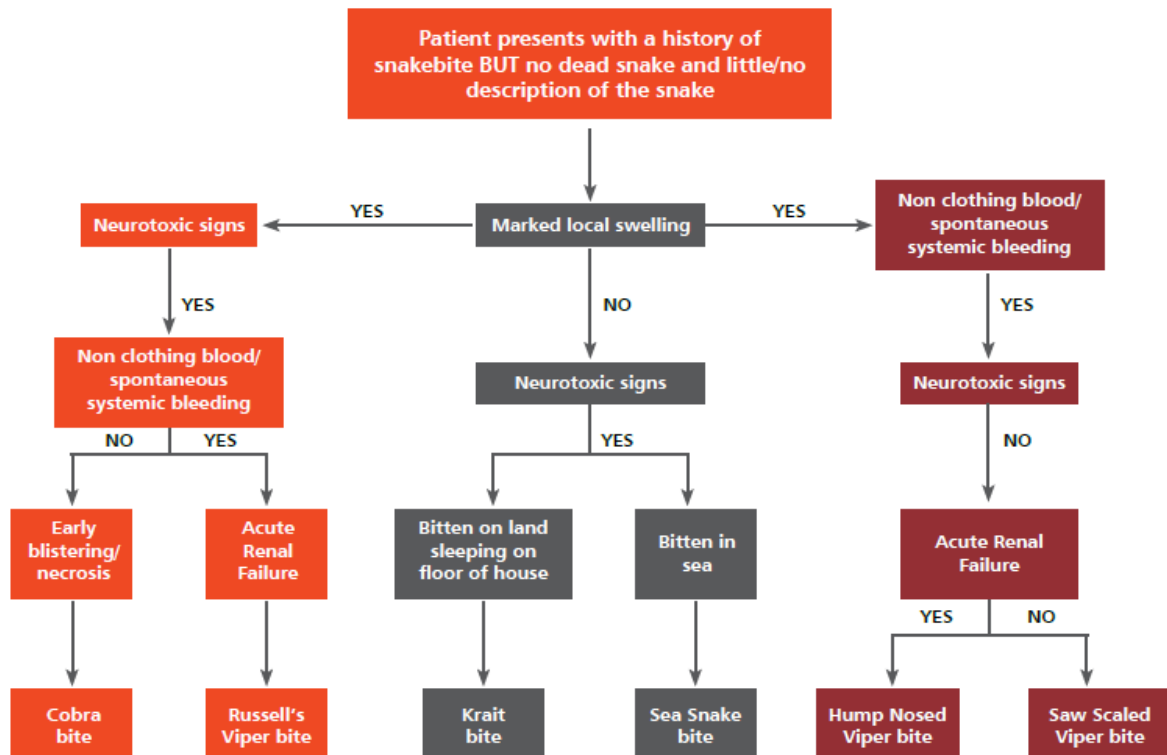 Patient presents with a history of
snakebite BUT no dead snake and little/no
description of the snake
YES
YES
Neurotoxic signs
Marked local swelling
Non clothing blood/
spontaneous
systemic bleeding
YES
NO
YES
Non clothing blood/
spontaneous
systemic bleeding
Neurotoxic signs
Neurotoxic signs
NO
YES
YES
NO
Early
blistering/
necrosis
Acute
Renal
Failure
Bitten on land
sleeping on
floor of house
Bitten in
sea
Acute Renal
Failure
YES
NO
Cobra
bite
Russell's
Viper bite
Krait
bite
Sea Snake
bite
Hump Nosed
Viper bite
Saw Scaled
Viper bite